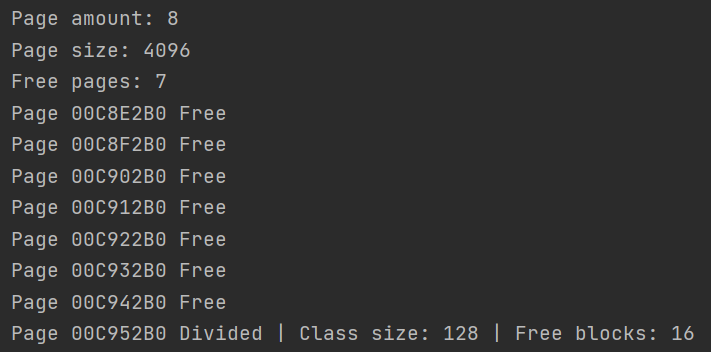 Page amount: 8
Page size: 4096
Free pages: 7
Page 00C8E2B0 Free
Page 00C8F2B0 Free
Page 00C902B0 Free
Page 00C912B0 Free
Page 00C922B0 Free
Page 00C932B0 Free
Page 00C942B0 Free
Page 00C952B0 Divided | Class size: 128 | Free blocks: 16